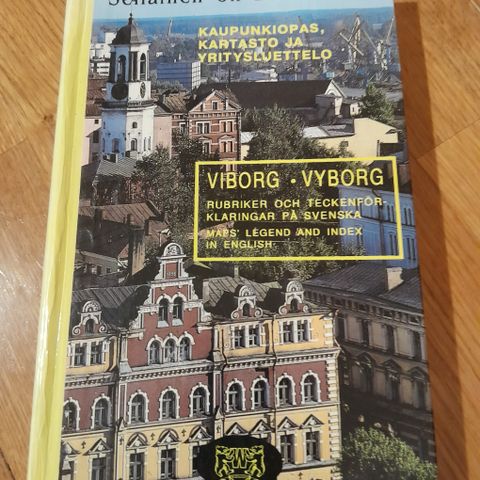 KAUPUNKIOPAS,
KARTASTO JA
YRITYSLUETTELO
VIBORG · VYBORG
RUBRIKER OCH TECKENFÖR-
KLARINGAR PÅ SVENSKA
MAPS' LEGEND AND INDEX
IN ENGLISH
W